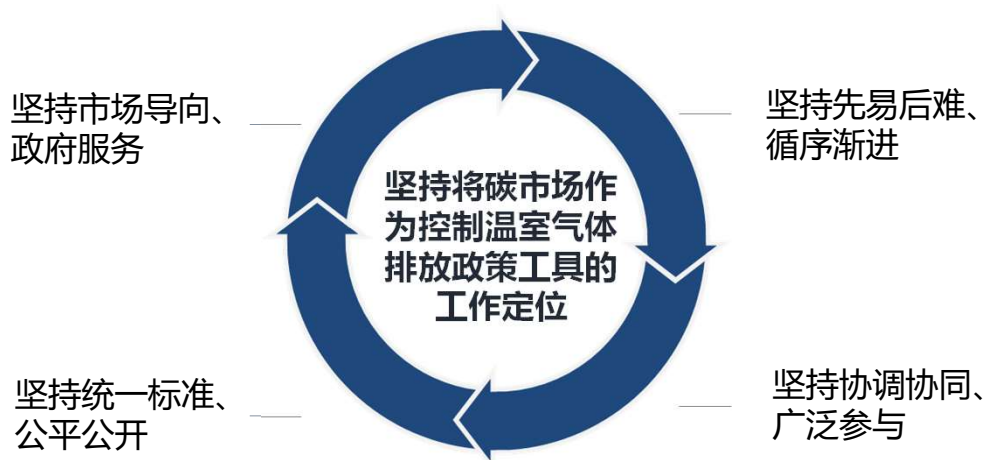 坚持市场导向、
政府服务
坚持先易后难、
循序渐进
坚持将碳市场作
为控制温室气体
排放政策工具的
工作定位
坚持统一标准、
公平公开
坚持协调协同、
广泛参与